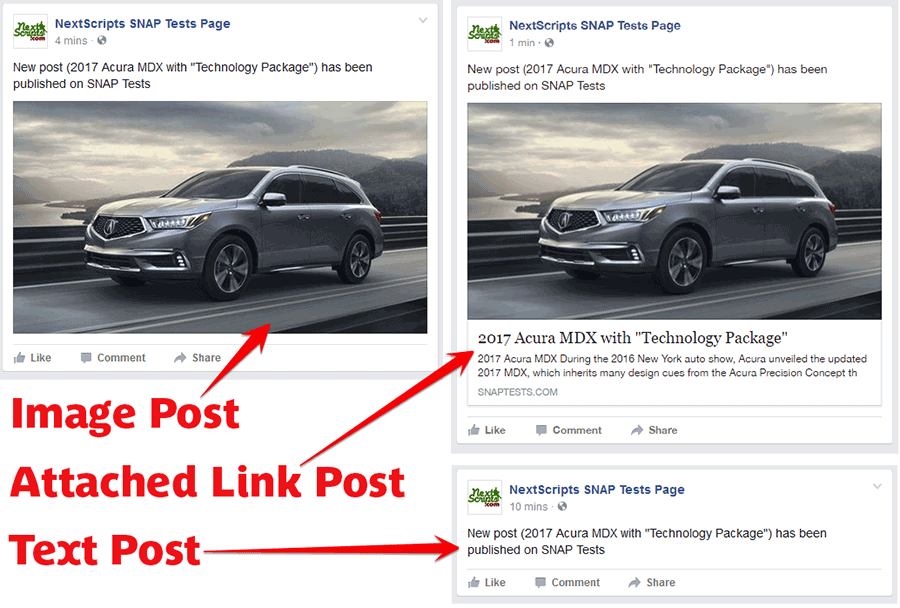 Next
Scripts
.com
NextScripts SNAP Tests Page
4 mins ·
New post (2017 Acura MDX with "Technology Package") has been
published on SNAP Tests
Like Comment Share
Next
Scripts
.com
NextScripts SNAP Tests Page
1 min ·
New post (2017 Acura MDX with "Technology Package") has been
published on SNAP Tests
2017 Acura MDX with "Technology Package"
2017 Acura MDX During the 2016 New York auto show, Acura unveiled the updated
2017 MDX, which inherits many design cues from the Acura Precision Concept th
SNAPTESTS.COM
Like Comment Share
Image Post
Attached Link Post
Text Post
Next
Scripts
.com
NextScripts SNAP Tests Page
10 mins ·
New post (2017 Acura MDX with "Technology Package") has been
published on SNAP Tests
Like Comment Share